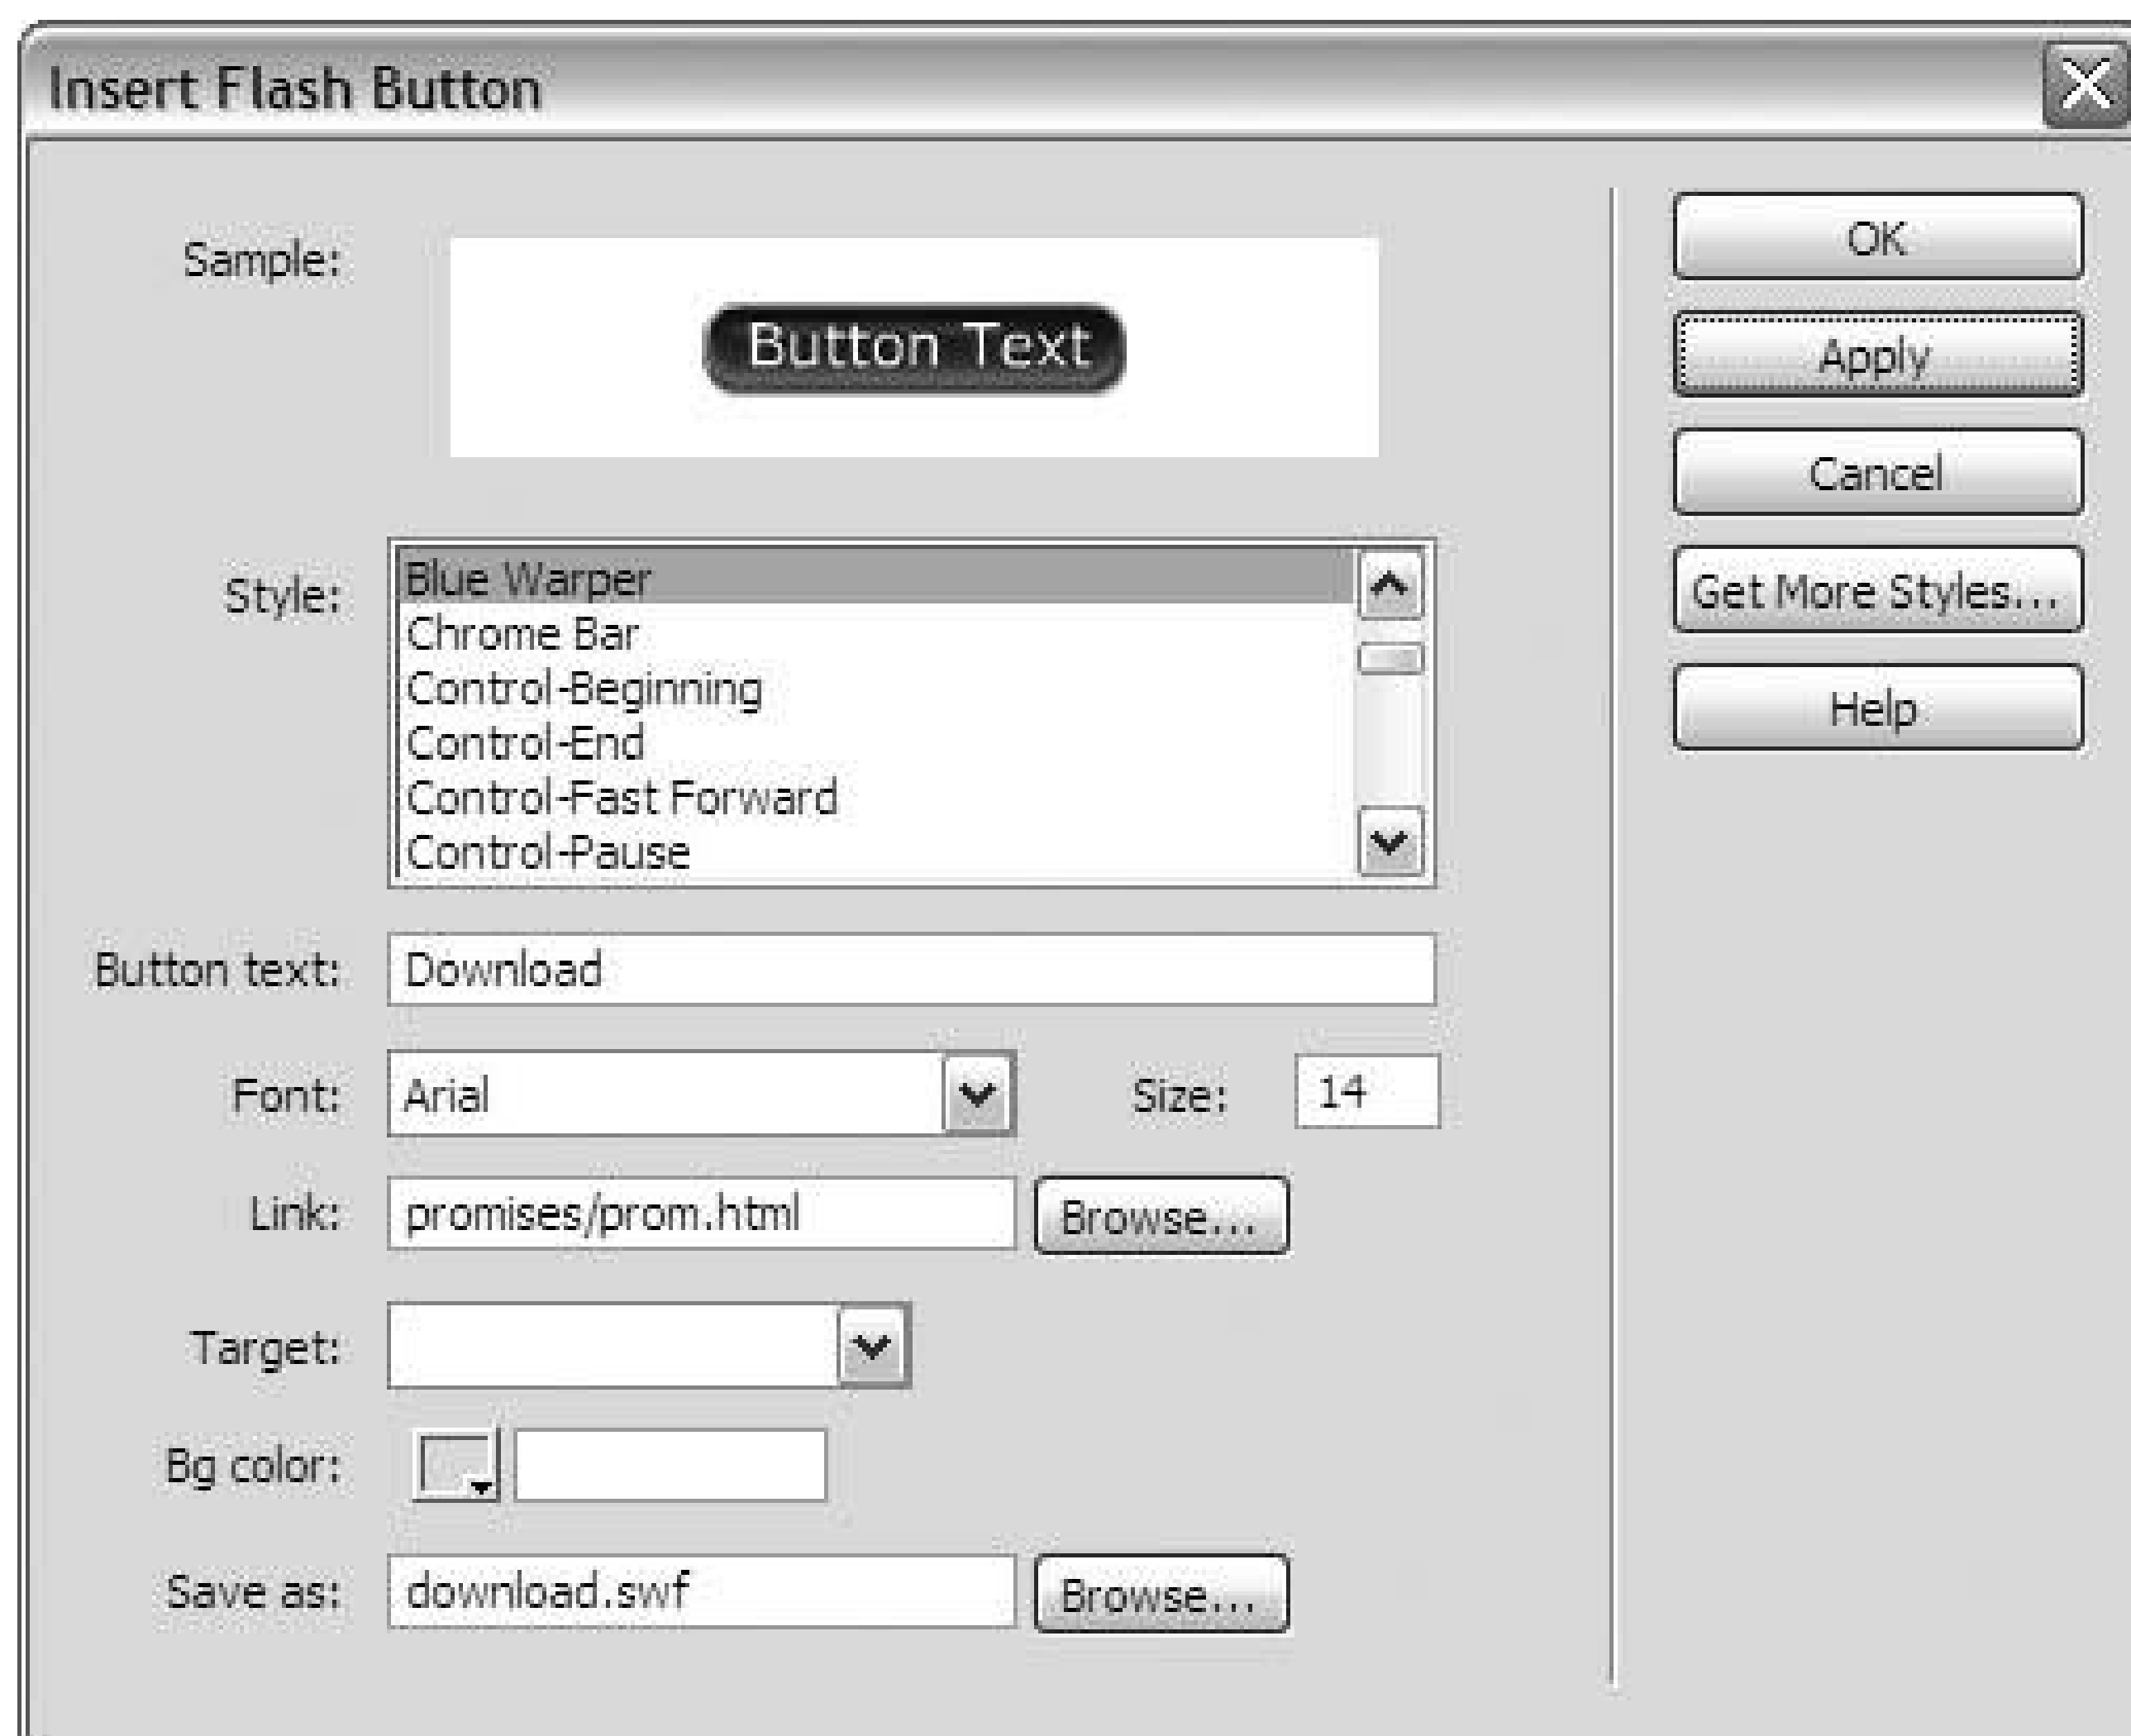 Insert Flash Button
Sample:
Button Text
Style:
Blue Warper
Chrome Bar
Control-Beginning
Control-End
Control-Fast Forward
Control-Pause
Button text: Download
Font: Arial Size: 14
Link: promises/prom.html Browse...
Target:
Bg color:
Save as: download.swf Browse...
OK
Apply
Cancel
Get More Styles...
Help